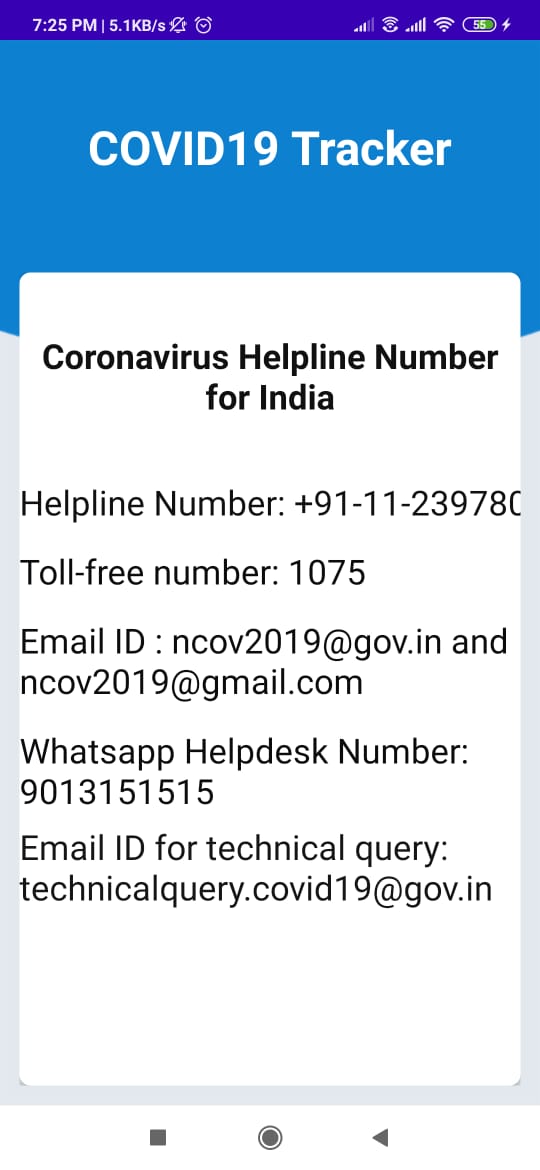 7:25 PM | 5.1KB/s
55
COVID19 Tracker
Coronavirus Helpline Number
for India
Helpline Number: +91-11-239780
Toll-free number: 1075
Email ID : ncov2019@gov.in and
ncov2019@gmail.com
Whatsapp Helpdesk Number:
9013151515
Email ID for technical query:
technicalquery.covid19@gov.in